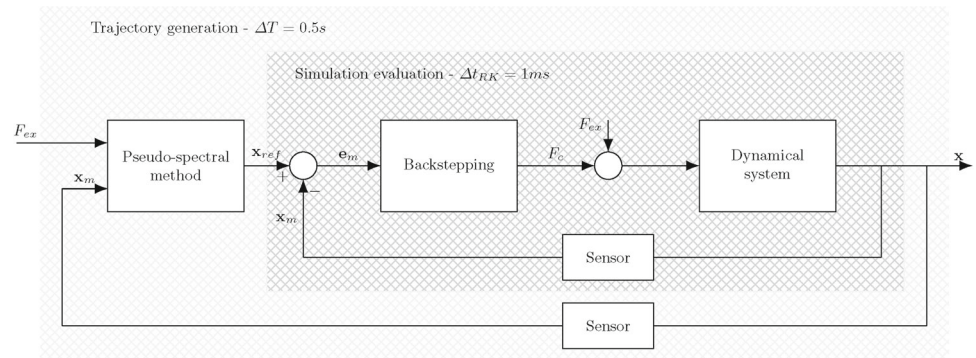 Trajectory generation - ΔT = 0.5s
Simulation evaluation - Δt_RK = 1ms
F_ex
Pseudo-spectral
method
x_m
x_ref
+
−
e_m
x_m
Backstepping
F_c
F_ex
Dynamical
system
x
Sensor
Sensor